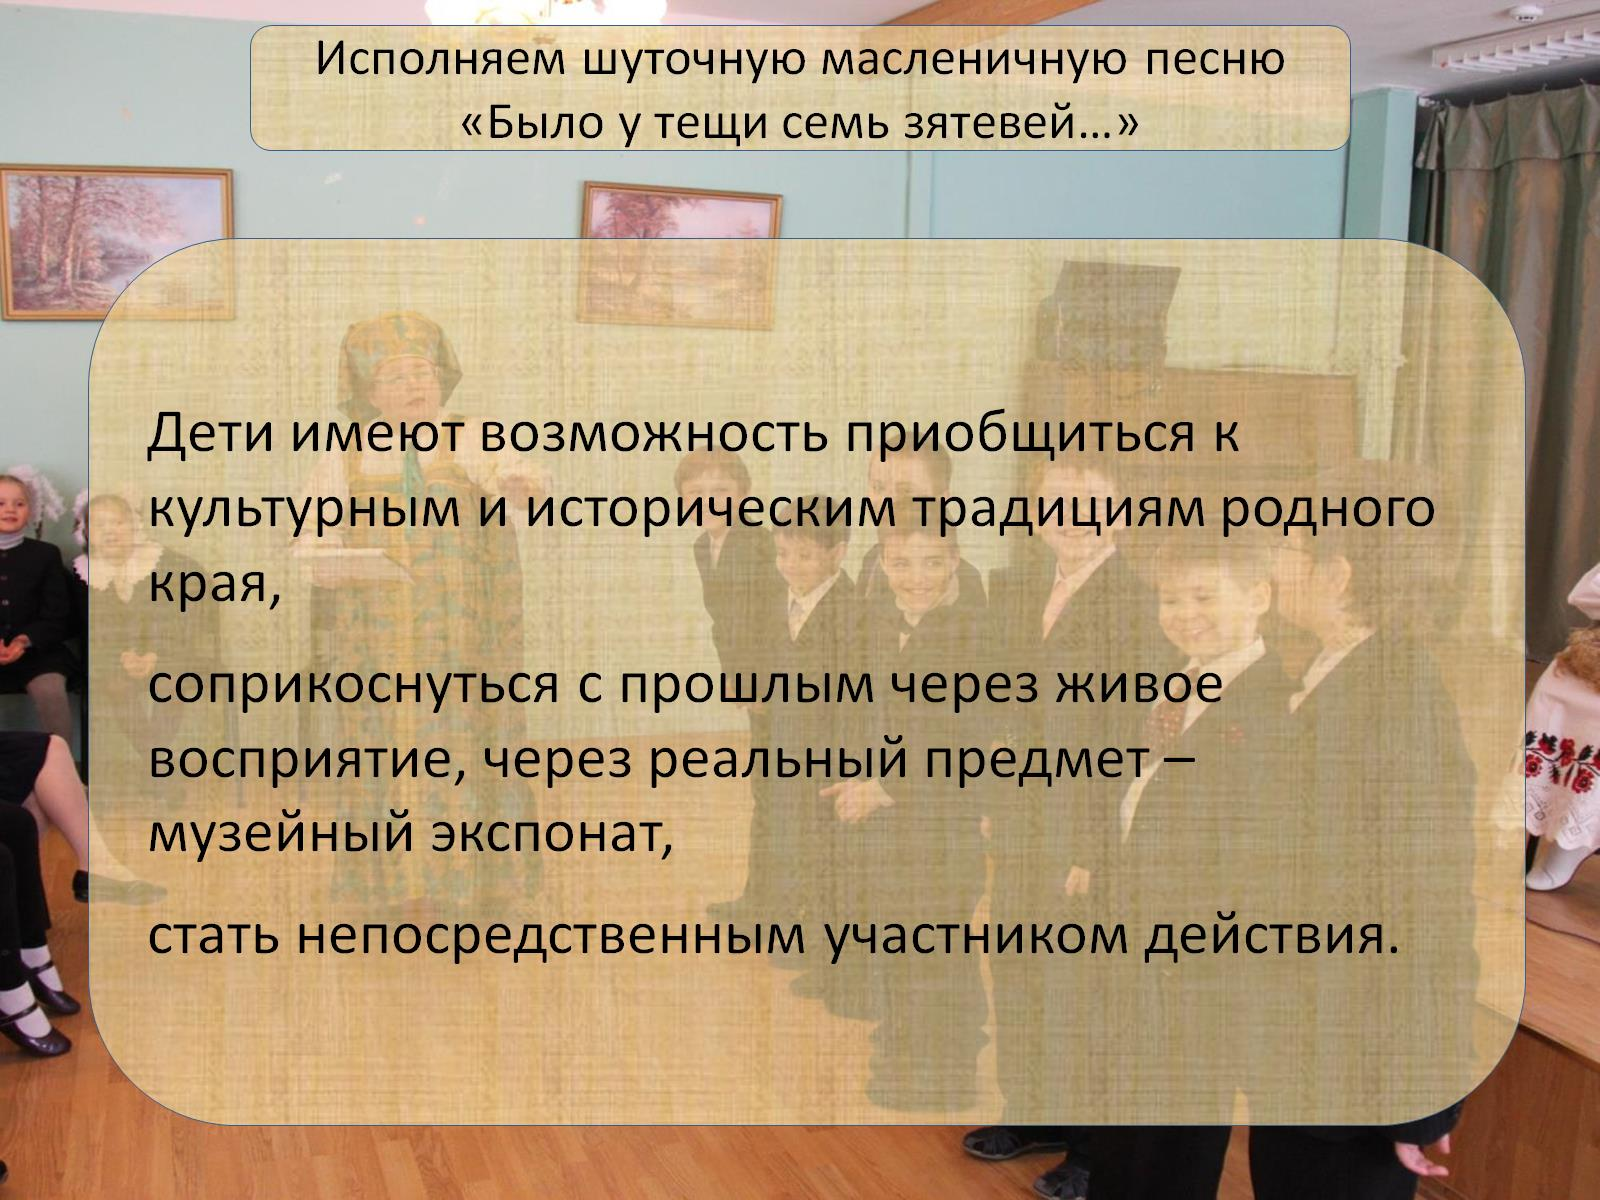 Исполняем шуточную масленичную песню
«Было у тещи семь зятевей…»
Дети имеют возможность приобщиться к
культурным и историческим традициям родного
края,
соприкоснуться с прошлым через живое
восприятие, через реальный предмет –
музейный экспонат,
стать непосредственным участником действия.